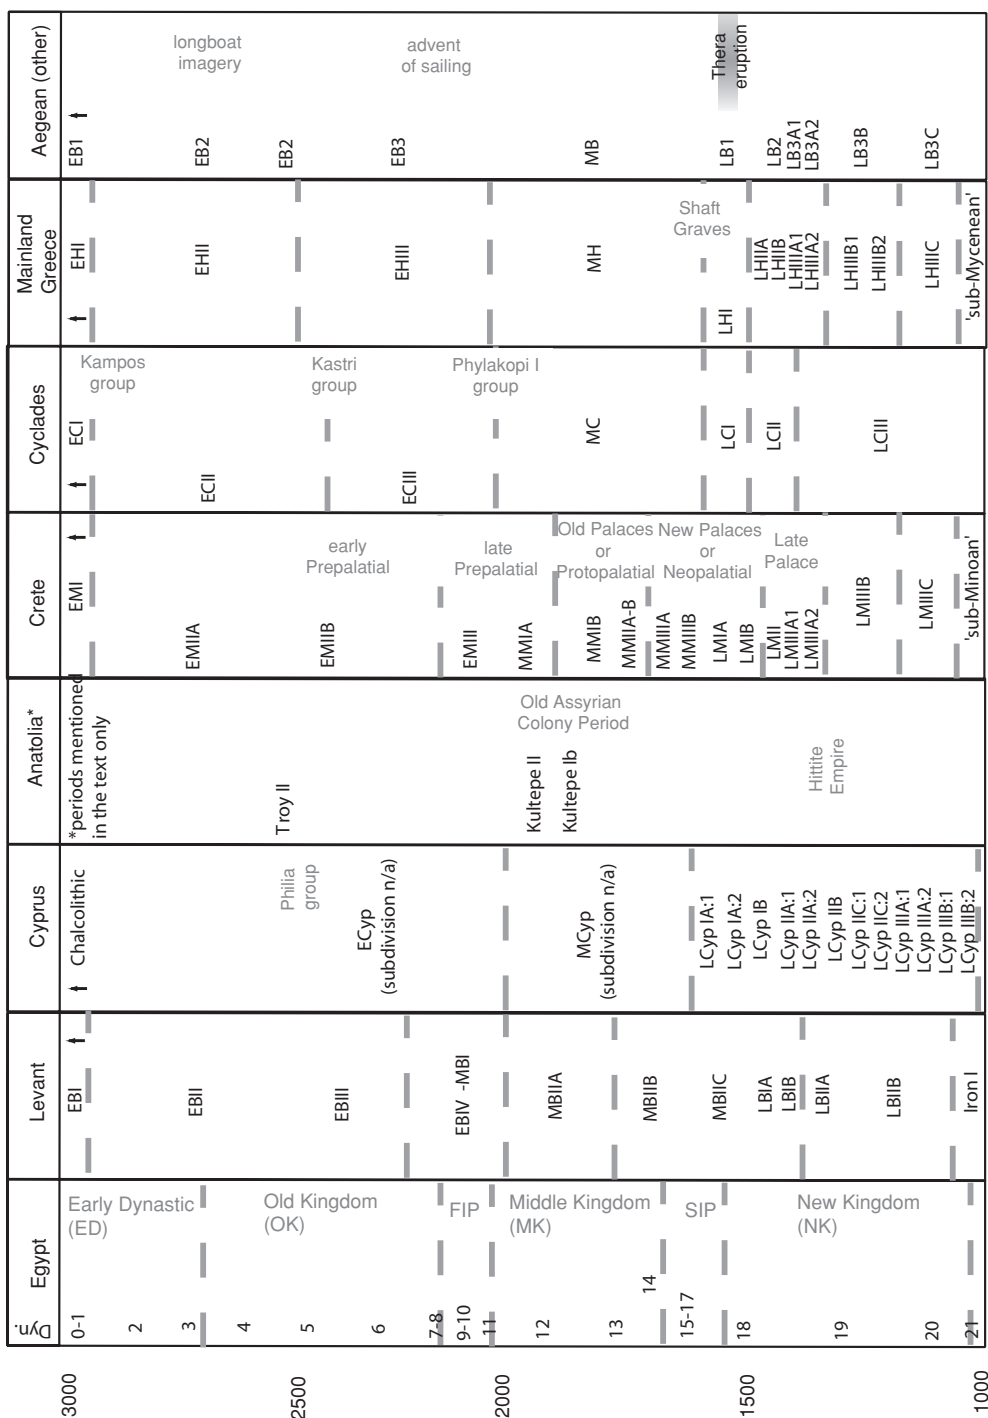 Aegean (other)
longboat
imagery
advent
of sailing
Thera
eruption
EB1
EB2
EB2
EB3
MB
LB1
LB2
LB3A1
LB3A2
LB3B
LB3C
Mainland
Greece
Shaft
Graves
EHI
EHII
EHIII
MH
LHI
LHIIA
LHIIB
LHIIIA1
LHIIIA2
LHIIIB1
LHIIIB2
LHIIIC
'sub-Mycenean'
Cyclades
Kampos
group
Kastri
group
Phylakopi I
group
ECI
ECII
ECIII
MC
LCI
LCII
LCIII
Crete
early
Prepalatial
late
Prepalatial
Old Palaces
or
Protopalatial
New Palaces
or
Neopalatial
Late
Palace
EMI
EMIIA
EMIIB
EMIII
MMIA
MMIB
MMIIA-B
MMIIIA
MMIIIB
LMIA
LMIB
LMII
LMIIIA1
LMIIIA2
LMIIIB
LMIIIC
'sub-Minoan'
Anatolia*
*periods mentioned
in the text only
Troy II
Old Assyrian
Colony Period
Kultepe II
Kultepe Ib
Hittite
Empire
Cyprus
Chalcolithic
Philia
group
ECyp
(subdivision n/a)
MCyp
(subdivision n/a)
LCyp IA:1
LCyp IA:2
LCyp IB
LCyp IIA:1
LCyp IIA:2
LCyp IIB
LCyp IIC:1
LCyp IIC:2
LCyp IIIA:1
LCyp IIIA:2
LCyp IIIB:1
LCyp IIIB:2
Levant
EBI
EBII
EBIII
EBIV -MBI
MBIIA
MBIIB
MBIIC
LBIA
LBIB
LBIIA
LBIIB
Iron I
Egypt
Early Dynastic
(ED)
Old Kingdom
(OK)
FIP
Middle Kingdom
(MK)
SIP
New Kingdom
(NK)
Dyn.
0-1
2
3
4
5
6
7-8
9-10
11
12
13
14
15-17
18
19
20
21
3000
2500
2000
1500
1000